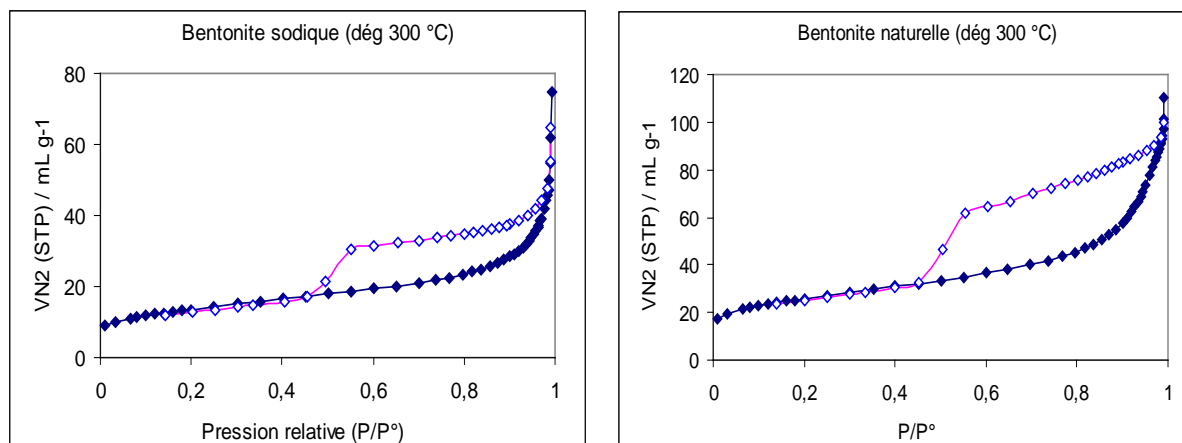 Bentonite sodique (dég 300 °C)
VN2 (STP) / mL g-1
80
60
40
20
0
0 0,2 0,4 0,6 0,8 1
Pression relative (P/P°)
Bentonite naturelle (dég 300 °C)
VN2 (STP) / mL g-1
120
100
80
60
40
20
0
0 0,2 0,4 0,6 0,8 1
P/P°